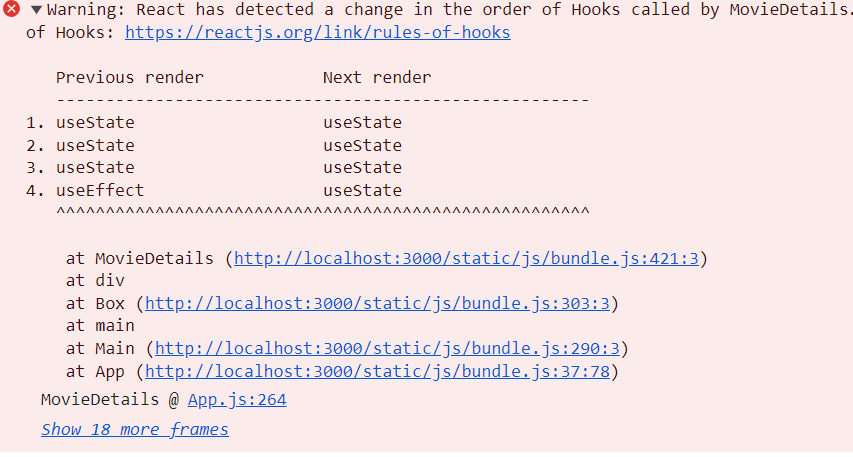 Warning: React has detected a change in the order of Hooks called by MovieDetails.
of Hooks: https://reactjs.org/link/rules-of-hooks
Previous render Next render
------------------------------------------------------
1. useState useState
2. useState useState
3. useState useState
4. useEffect useState
^^^^^^^^^^^^^^^^^^^^^^^^^^^^^^^^^^^^^^^^^^^^^^^^^^^^^^
at MovieDetails (http://localhost:3000/static/js/bundle.js:421:3)
at div
at Box (http://localhost:3000/static/js/bundle.js:303:3)
at main
at Main (http://localhost:3000/static/js/bundle.js:290:3)
at App (http://localhost:3000/static/js/bundle.js:37:78)
MovieDetails @ App.js:264
Show 18 more frames